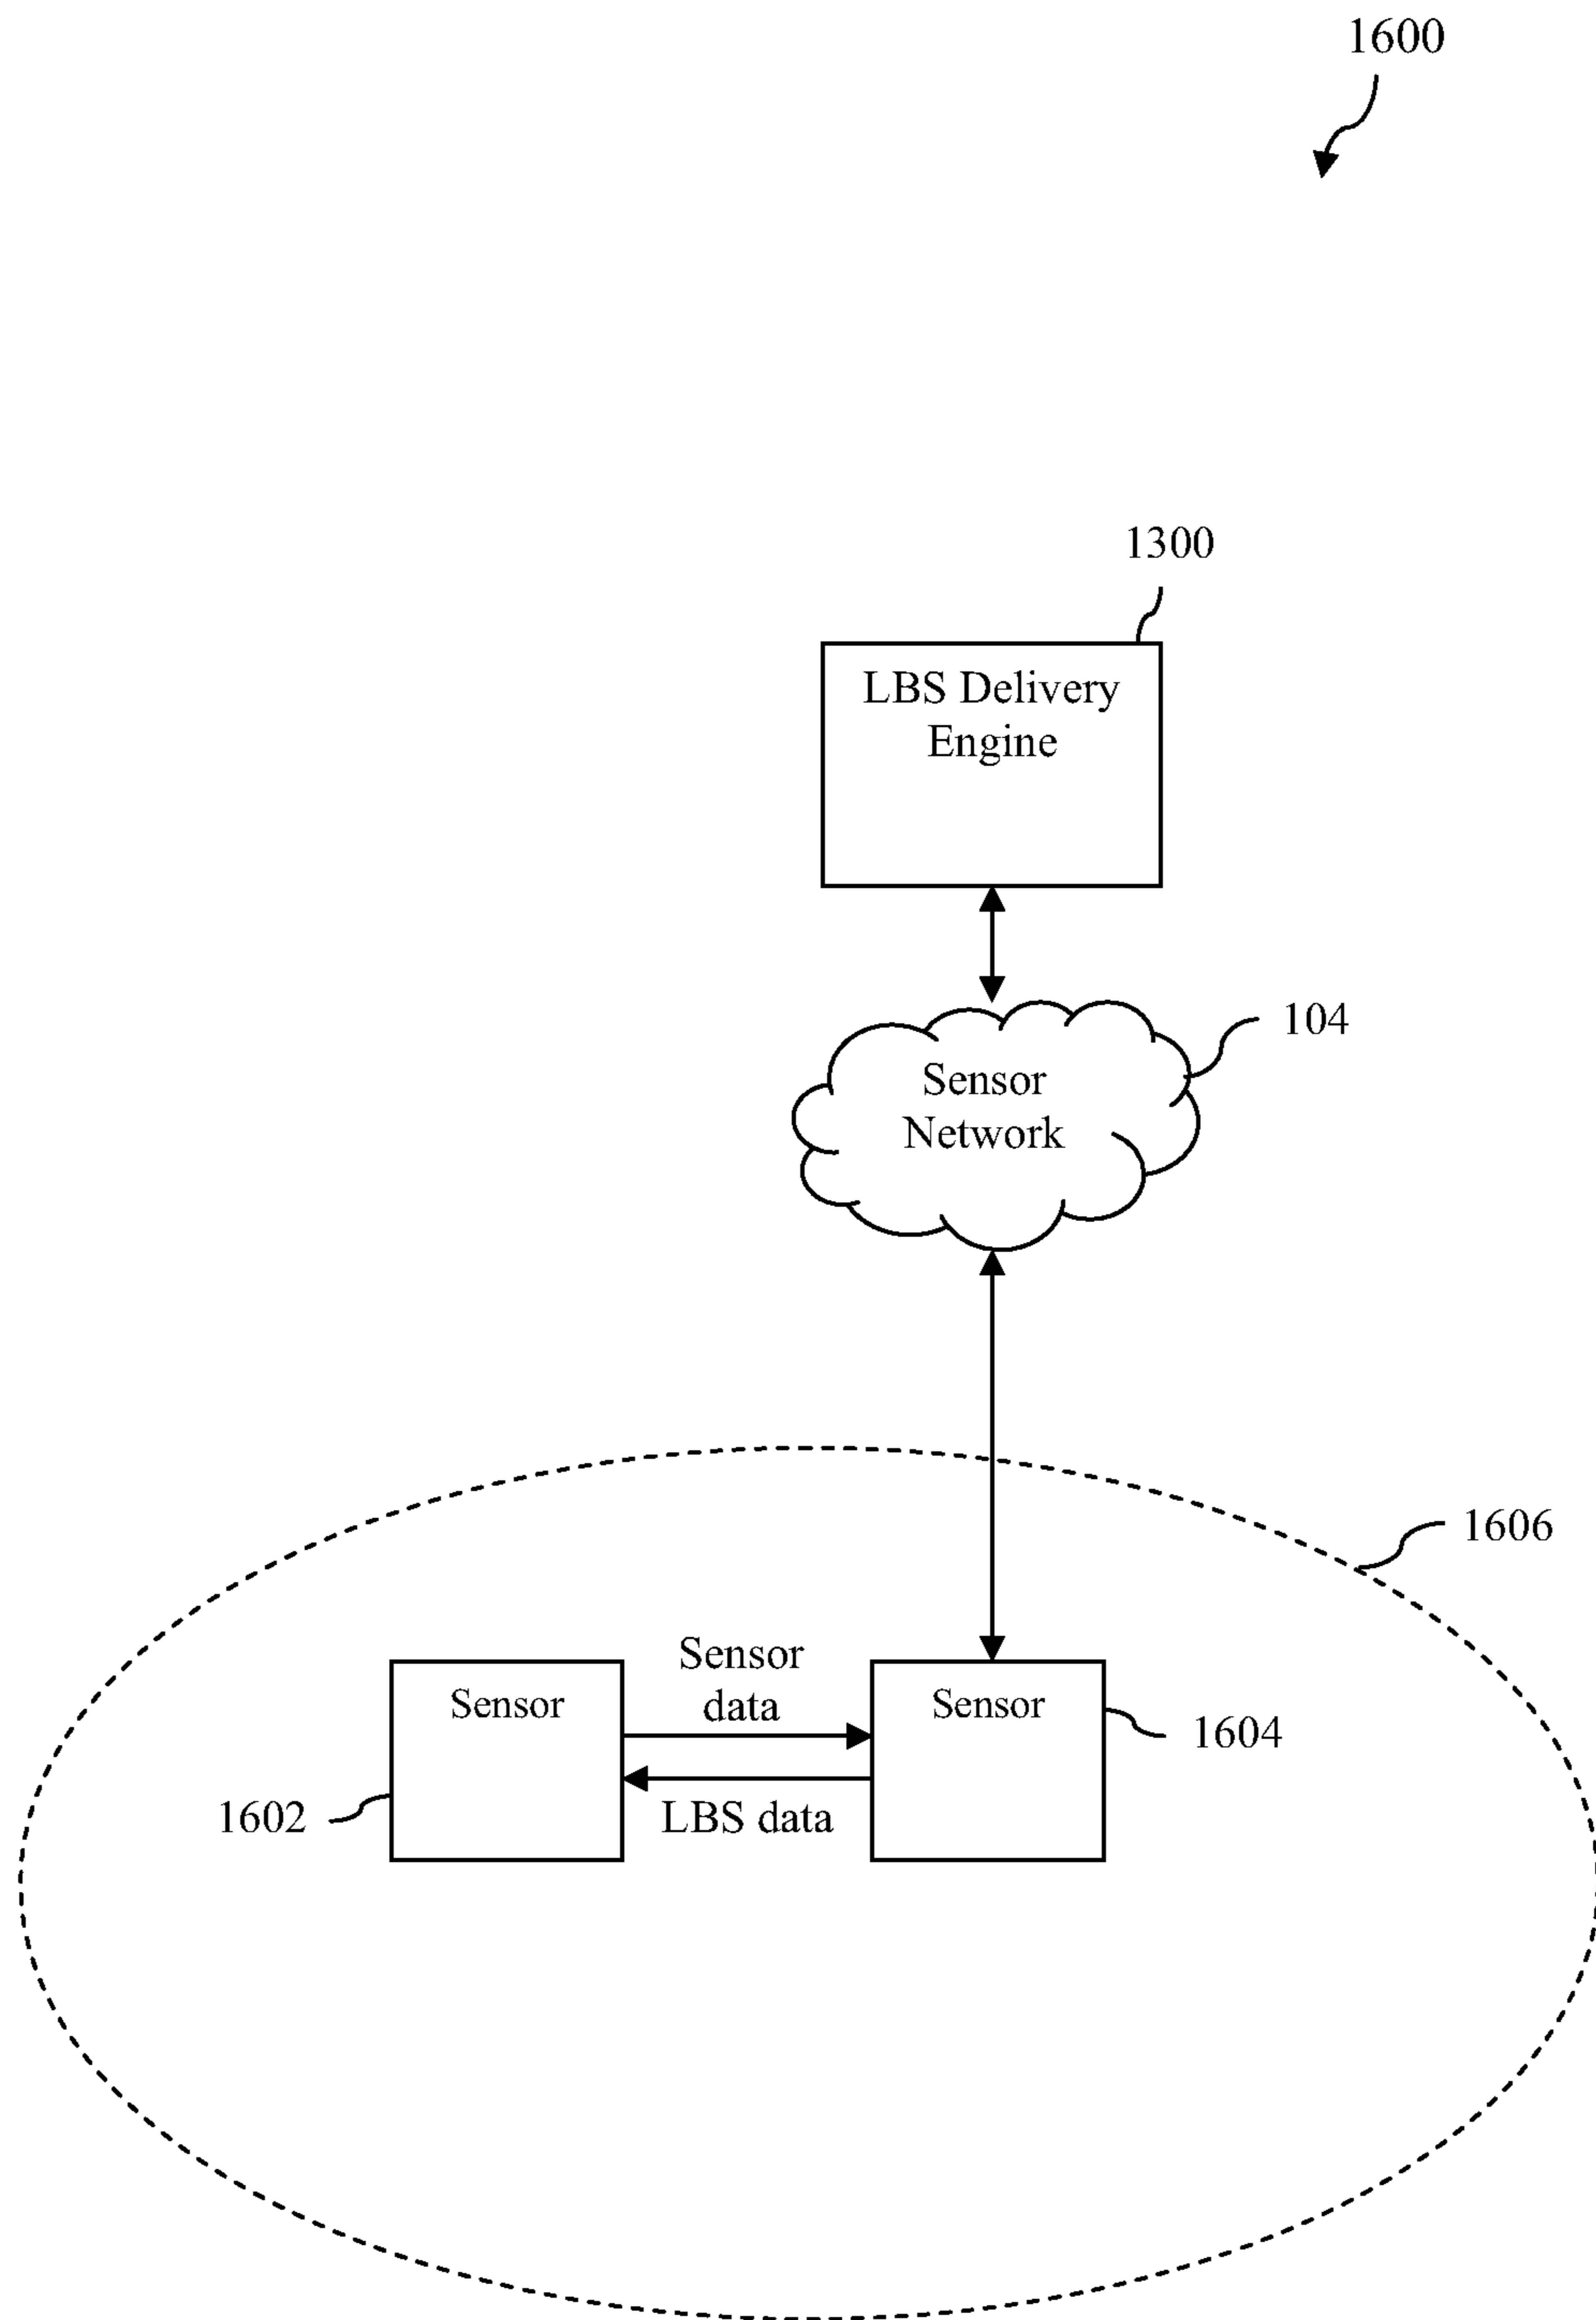 1600
1300
LBS Delivery
Engine
104
Sensor
Network
1606
Sensor
data
Sensor
Sensor
1604
LBS data
1602